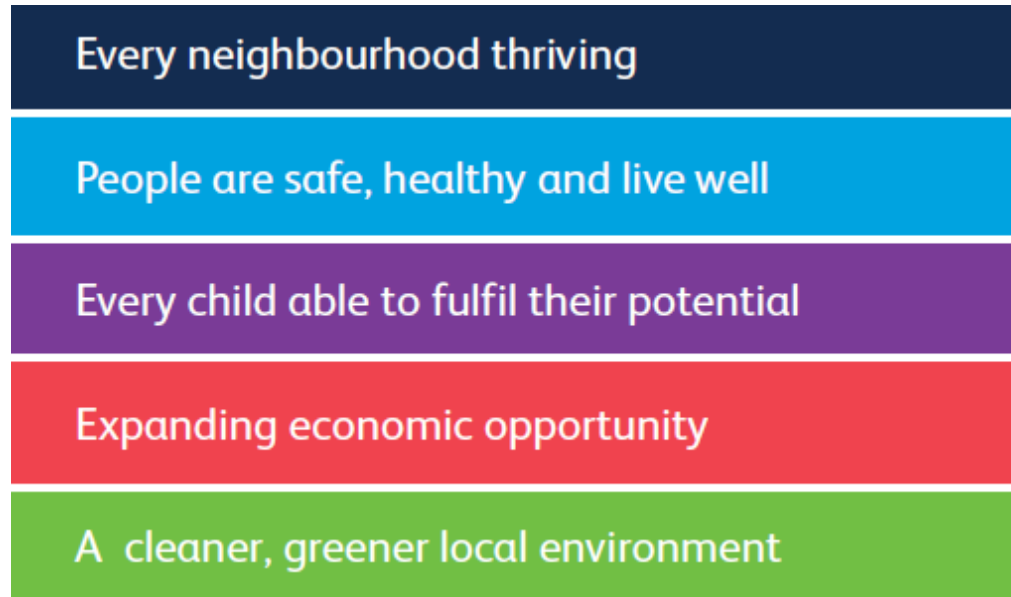 Every neighbourhood thriving
People are safe, healthy and live well
Every child able to fulfil their potential
Expanding economic opportunity
A  cleaner, greener local environment